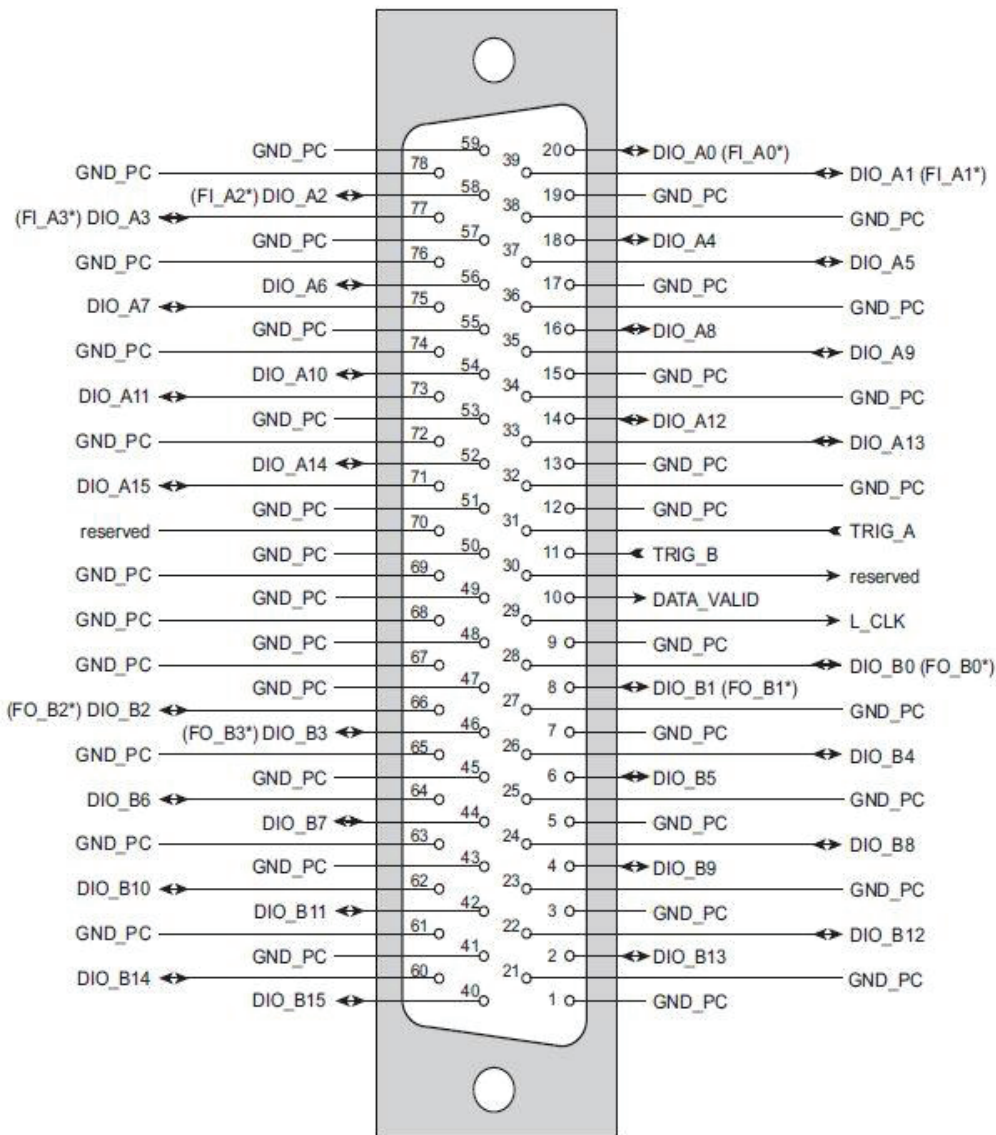 GND_PC 59 20 DIO_A0 (FI_A0*)
GND_PC 78 39 DIO_A1 (FI_A1*)
(FI_A2*) DIO_A2 58 19 GND_PC
(FI_A3*) DIO_A3 77 38 GND_PC
GND_PC 57 18 DIO_A4
GND_PC 76 37 DIO_A5
DIO_A6 56 17 GND_PC
DIO_A7 75 36 GND_PC
GND_PC 55 16 DIO_A8
GND_PC 74 35 DIO_A9
DIO_A10 54 15 GND_PC
DIO_A11 73 34 GND_PC
GND_PC 53 14 DIO_A12
GND_PC 72 33 DIO_A13
DIO_A14 52 13 GND_PC
DIO_A15 71 32 GND_PC
GND_PC 51 12 GND_PC
reserved 70 31 TRIG_A
GND_PC 50 11 TRIG_B
GND_PC 69 30 reserved
GND_PC 49 10 DATA_VALID
GND_PC 68 29 L_CLK
GND_PC 48 9 GND_PC
GND_PC 67 28 DIO_B0 (FO_B0*)
GND_PC 47 8 DIO_B1 (FO_B1*)
(FO_B2*) DIO_B2 66 27 GND_PC
(FO_B3*) DIO_B3 46 7 GND_PC
GND_PC 65 26 DIO_B4
GND_PC 45 6 DIO_B5
DIO_B6 64 25 GND_PC
DIO_B7 44 5 GND_PC
GND_PC 63 24 DIO_B8
GND_PC 43 4 DIO_B9
DIO_B10 62 23 GND_PC
DIO_B11 42 3 GND_PC
GND_PC 61 22 DIO_B12
GND_PC 41 2 DIO_B13
DIO_B14 60 21 GND_PC
DIO_B15 40 1 GND_PC